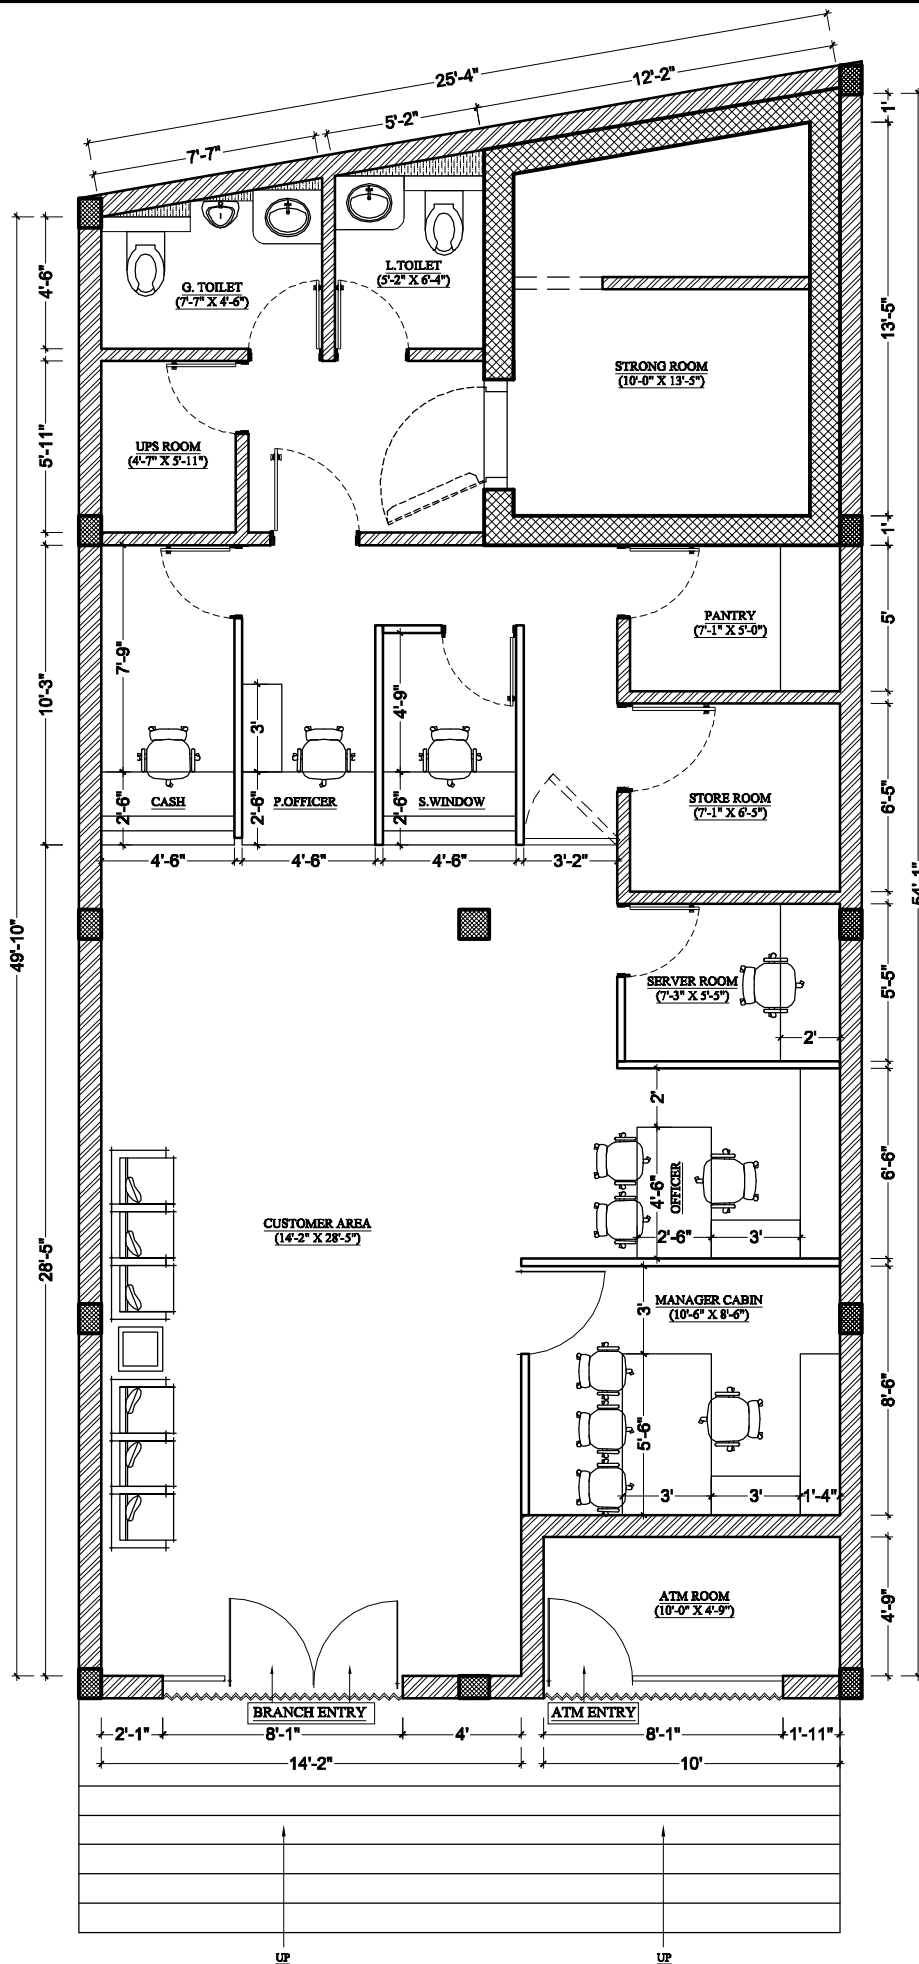 25'-4"
12'-2"
5'-2"
7'-7"
1'
4'-6"
G. TOILET
(7'-7" X 4'-6")
L.TOILET
(5'-2" X 6'-4")
13'-5"
STRONG ROOM
(10'-0" X 13'-5")
5'-11"
UPS ROOM
(4'-7" X 5'-11")
1'
10'-3"
7'-9"
3'
4'-9"
PANTRY
(7'-1" X 5'-0")
5'
2'-6"
CASH
2'-6"
P.OFFICER
2'-6"
S.WINDOW
STORE ROOM
(7'-1" X 6'-5")
6'-5"
4'-6"
4'-6"
4'-6"
3'-2"
54'-1"
49'-10"
SERVER ROOM
(7'-3" X 5'-5")
5'-5"
2'
2'
4'-6"
OFFICER
6'-6"
2'-6"
3'
CUSTOMER AREA
(14'-2" X 28'-5")
28'-5"
MANAGER CABIN
(10'-6" X 8'-6")
3'
8'-6"
5'-6"
3'
3'
1'-4"
ATM ROOM
(10'-0" X 4'-9")
4'-9"
BRANCH ENTRY
ATM ENTRY
2'-1"
8'-1"
4'
8'-1"
1'-11"
14'-2"
10'
UP
UP